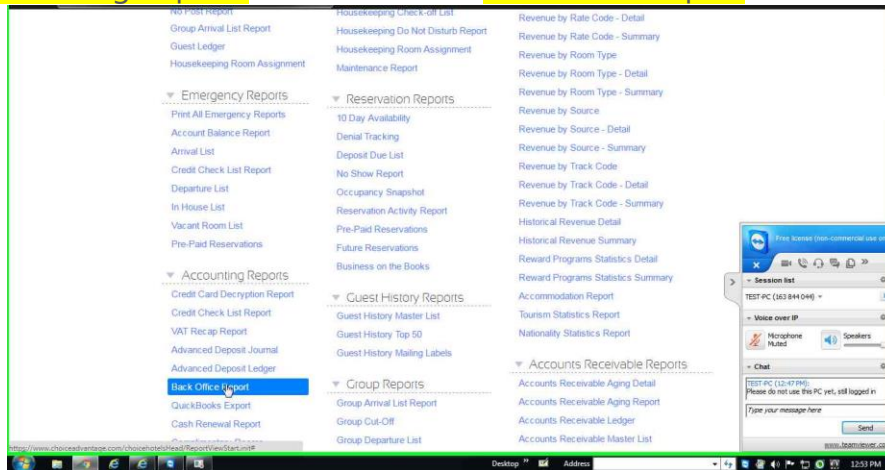 No Post Report
Group Arrival List Report
Guest Ledger
Housekeeping Room Assignment
Emergency Reports
Print All Emergency Reports
Account Balance Report
Arrival List
Credit Check List Report
Departure List
In House List
Vacant Room List
Pre-Paid Reservations
Accounting Reports
Credit Card Decryption Report
Credit Check List Report
VAT Recap Report
Advanced Deposit Journal
Advanced Deposit Ledger
Back Office Report
QuickBooks Export
Cash Renewal Report
Housekeeping Check-off List
Housekeeping Do Not Disturb Report
Housekeeping Room Assignment
Maintenance Report
Reservation Reports
10 Day Availability
Denial Tracking
Deposit Due List
No Show Report
Occupancy Snapshot
Reservation Activity Report
Pre-Paid Reservations
Future Reservations
Business on the Books
Guest History Reports
Guest History Master List
Guest History Top 50
Guest History Mailing Labels
Group Reports
Group Arrival List Report
Group Cut-Off
Group Departure List
Revenue by Rate Code - Detail
Revenue by Rate Code - Summary
Revenue by Room Type
Revenue by Room Type - Detail
Revenue by Room Type - Summary
Revenue by Source
Revenue by Source - Detail
Revenue by Source - Summary
Revenue by Track Code
Revenue by Track Code - Detail
Revenue by Track Code - Summary
Historical Revenue Detail
Historical Revenue Summary
Reward Programs Statistics Detail
Reward Programs Statistics Summary
Accommodation Report
Tourism Statistics Report
Nationality Statistics Report
Accounts Receivable Reports
Accounts Receivable Aging Detail
Accounts Receivable Aging Report
Accounts Receivable Ledger
Accounts Receivable Master List
Free license (non-commercial use
Session list
TEST-PC (163 844 044)
Voice over IP
Microphone
Muted
Speakers
Chat
TEST-PC (12:47 PM):
Please do not use this PC yet, still logged in
Type your message here
Send
www.teamviewer.co
https://www.choiceadvantage.com/choicehotelsHead/ReportViewStart.init#
Desktop
Address
12:53 PM